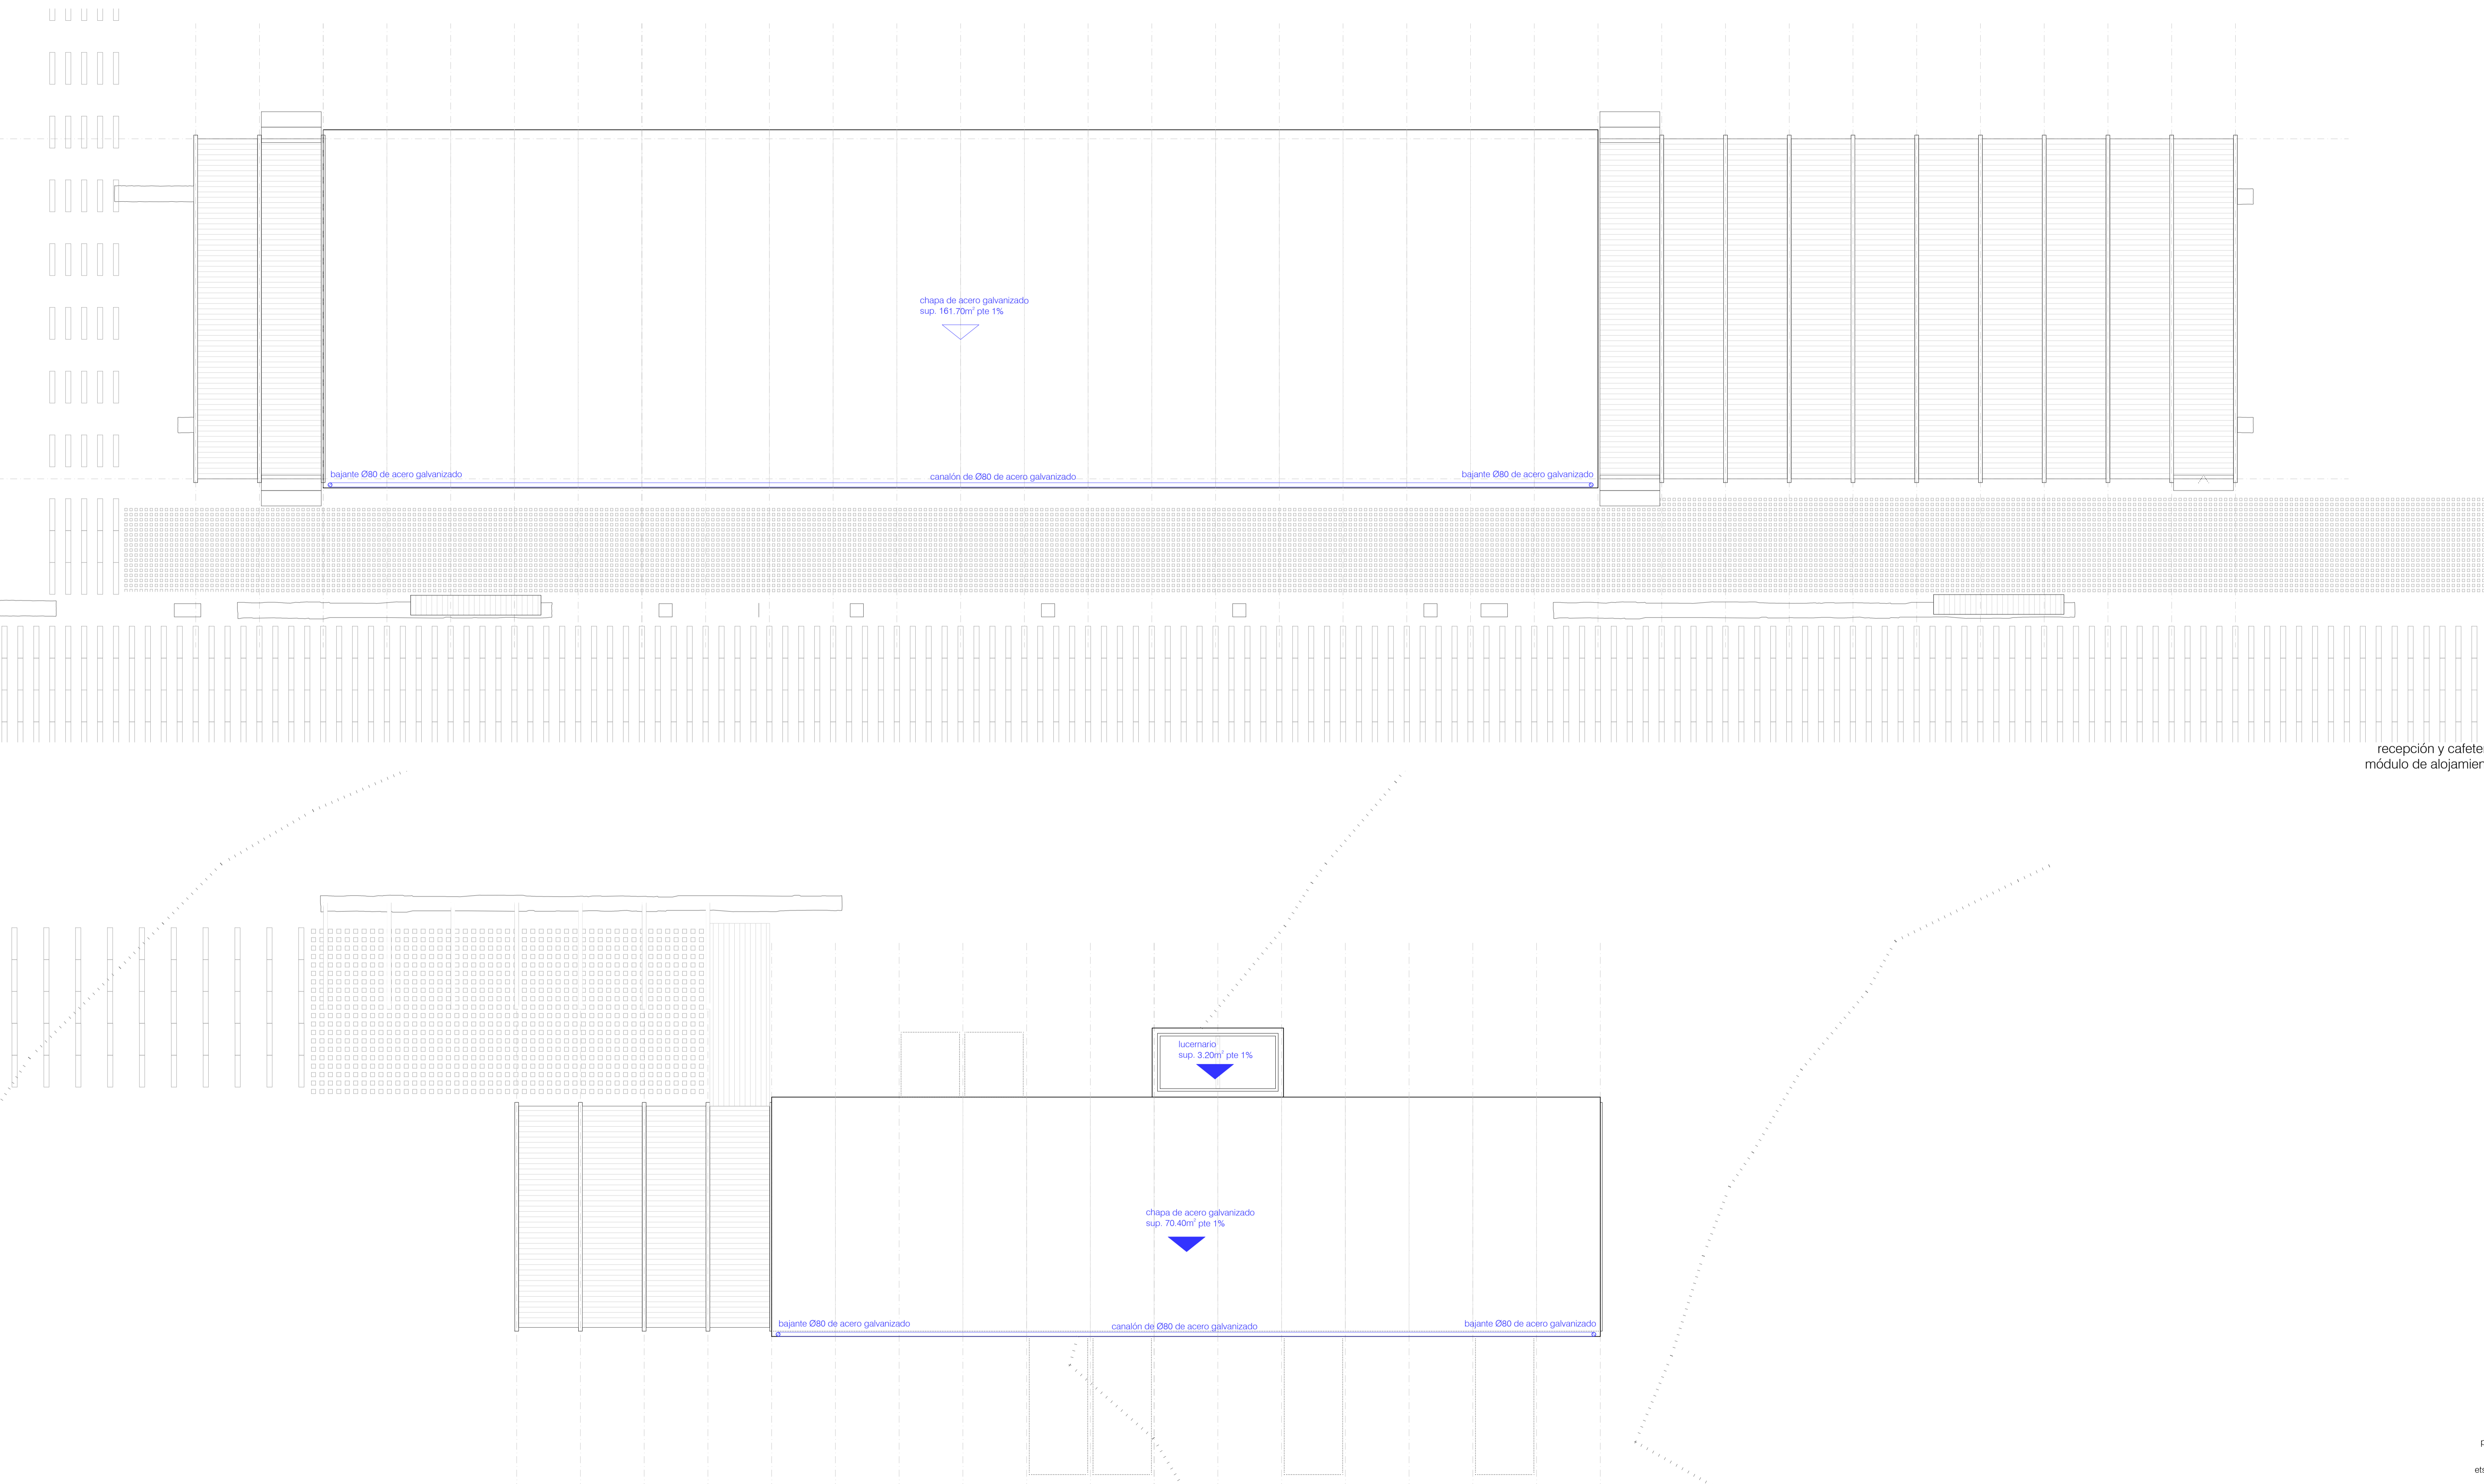 chapa de acero galvanizado
sup. 161.70m² pte 1%
bajante Ø80 de acero galvanizado
canalón de Ø80 de acero galvanizado
bajante Ø80 de acero galvanizado
recepción y cafete
módulo de alojamien
lucernario
sup. 3.20m² pte 1%
chapa de acero galvanizado
sup. 70.40m² pte 1%
bajante Ø80 de acero galvanizado
canalón de Ø80 de acero galvanizado
bajante Ø80 de acero galvanizado
p
ets